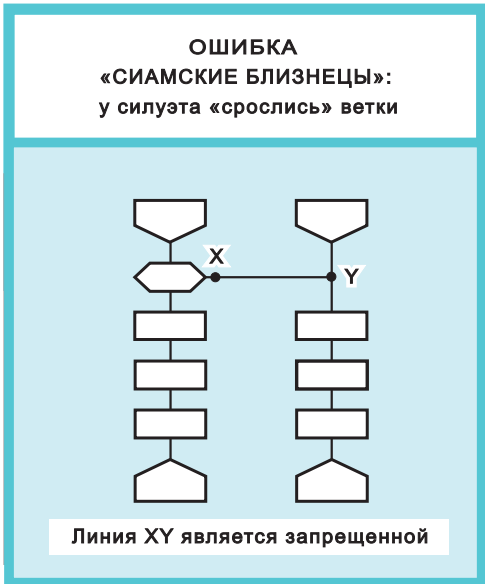 ОШИБКА
«СИАМСКИЕ БЛИЗНЕЦЫ»:
у силуэта «срослись» ветки
X
Y
Линия XY является запрещенной